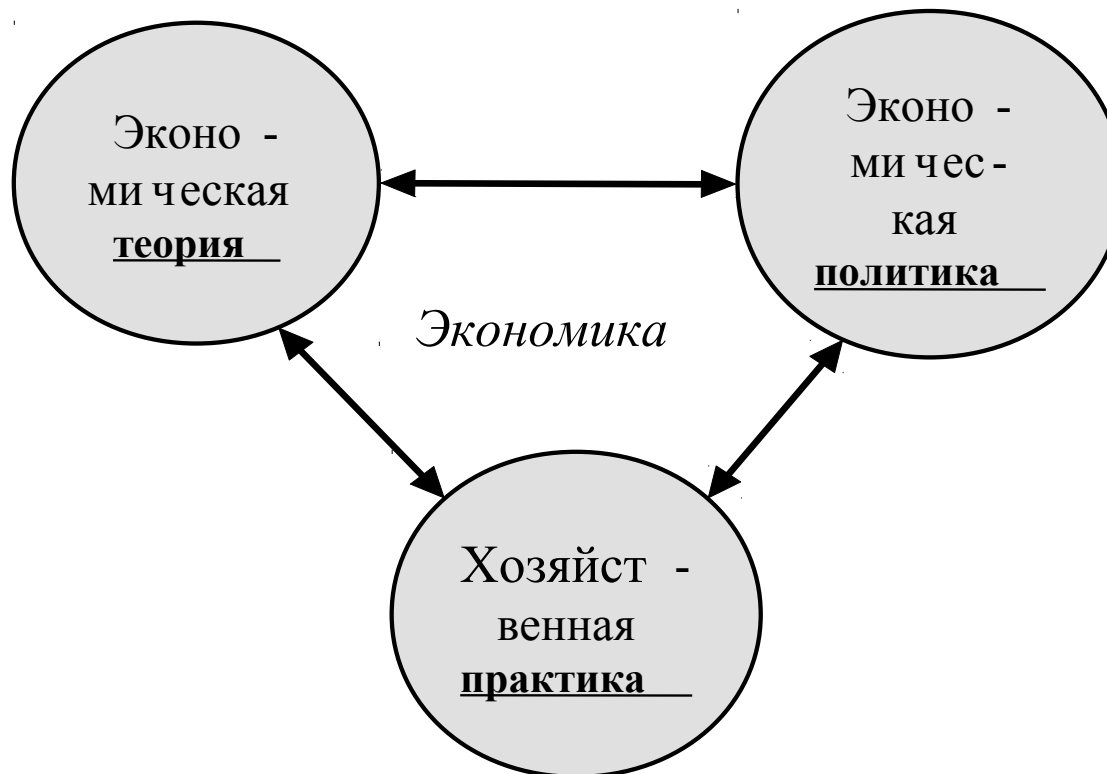 Эконо -
ми ческая
теория
Эконо -
ми чес-
кая
политика
Экономика
Хозяйст -
венная
практика